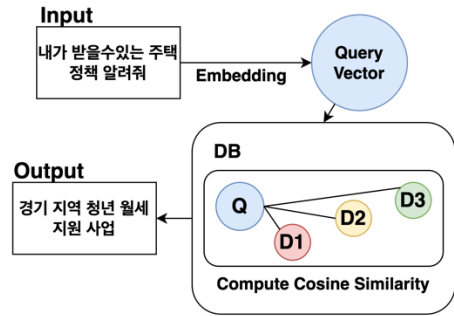 Input
내가 받을수있는 주택
정책 알려줘
Embedding
Query
Vector
DB
Q
D1
D2
D3
Compute Cosine Similarity
Output
경기 지역 청년 월세
지원 사업